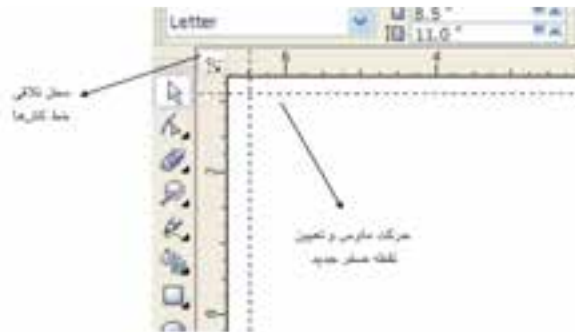 Letter
8.5 "
11.0 "
محل تلاقی
خط کش‌ها
حرکت ماوس و تعیین
نقطه صفر جدید